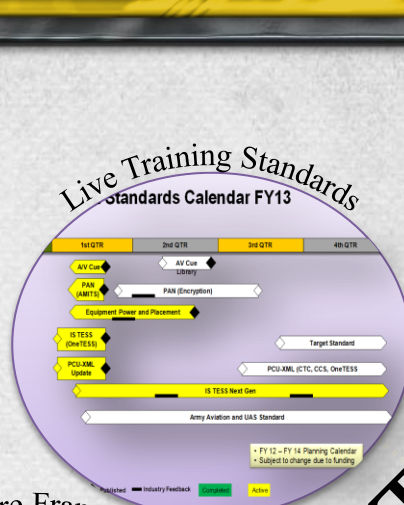 Live Training Standards
Standards Calendar FY13
1st QTR 2nd QTR 3rd QTR 4th QTR
A/V Cue
AV Cue
Library
PAN
(AMITS)
PAN (Encryption)
Equipment Power and Placement
IS TESS
(OneTESS)
Target Standard
PCU-XML
Update
PCU-XML (CTC, CCS, OneTESS
IS TESS Next Gen
Army Aviation and UAS Standard
• FY 12 – FY 14 Planning Calendar
• Subject to change due to funding
Industry Feedback Completed Active